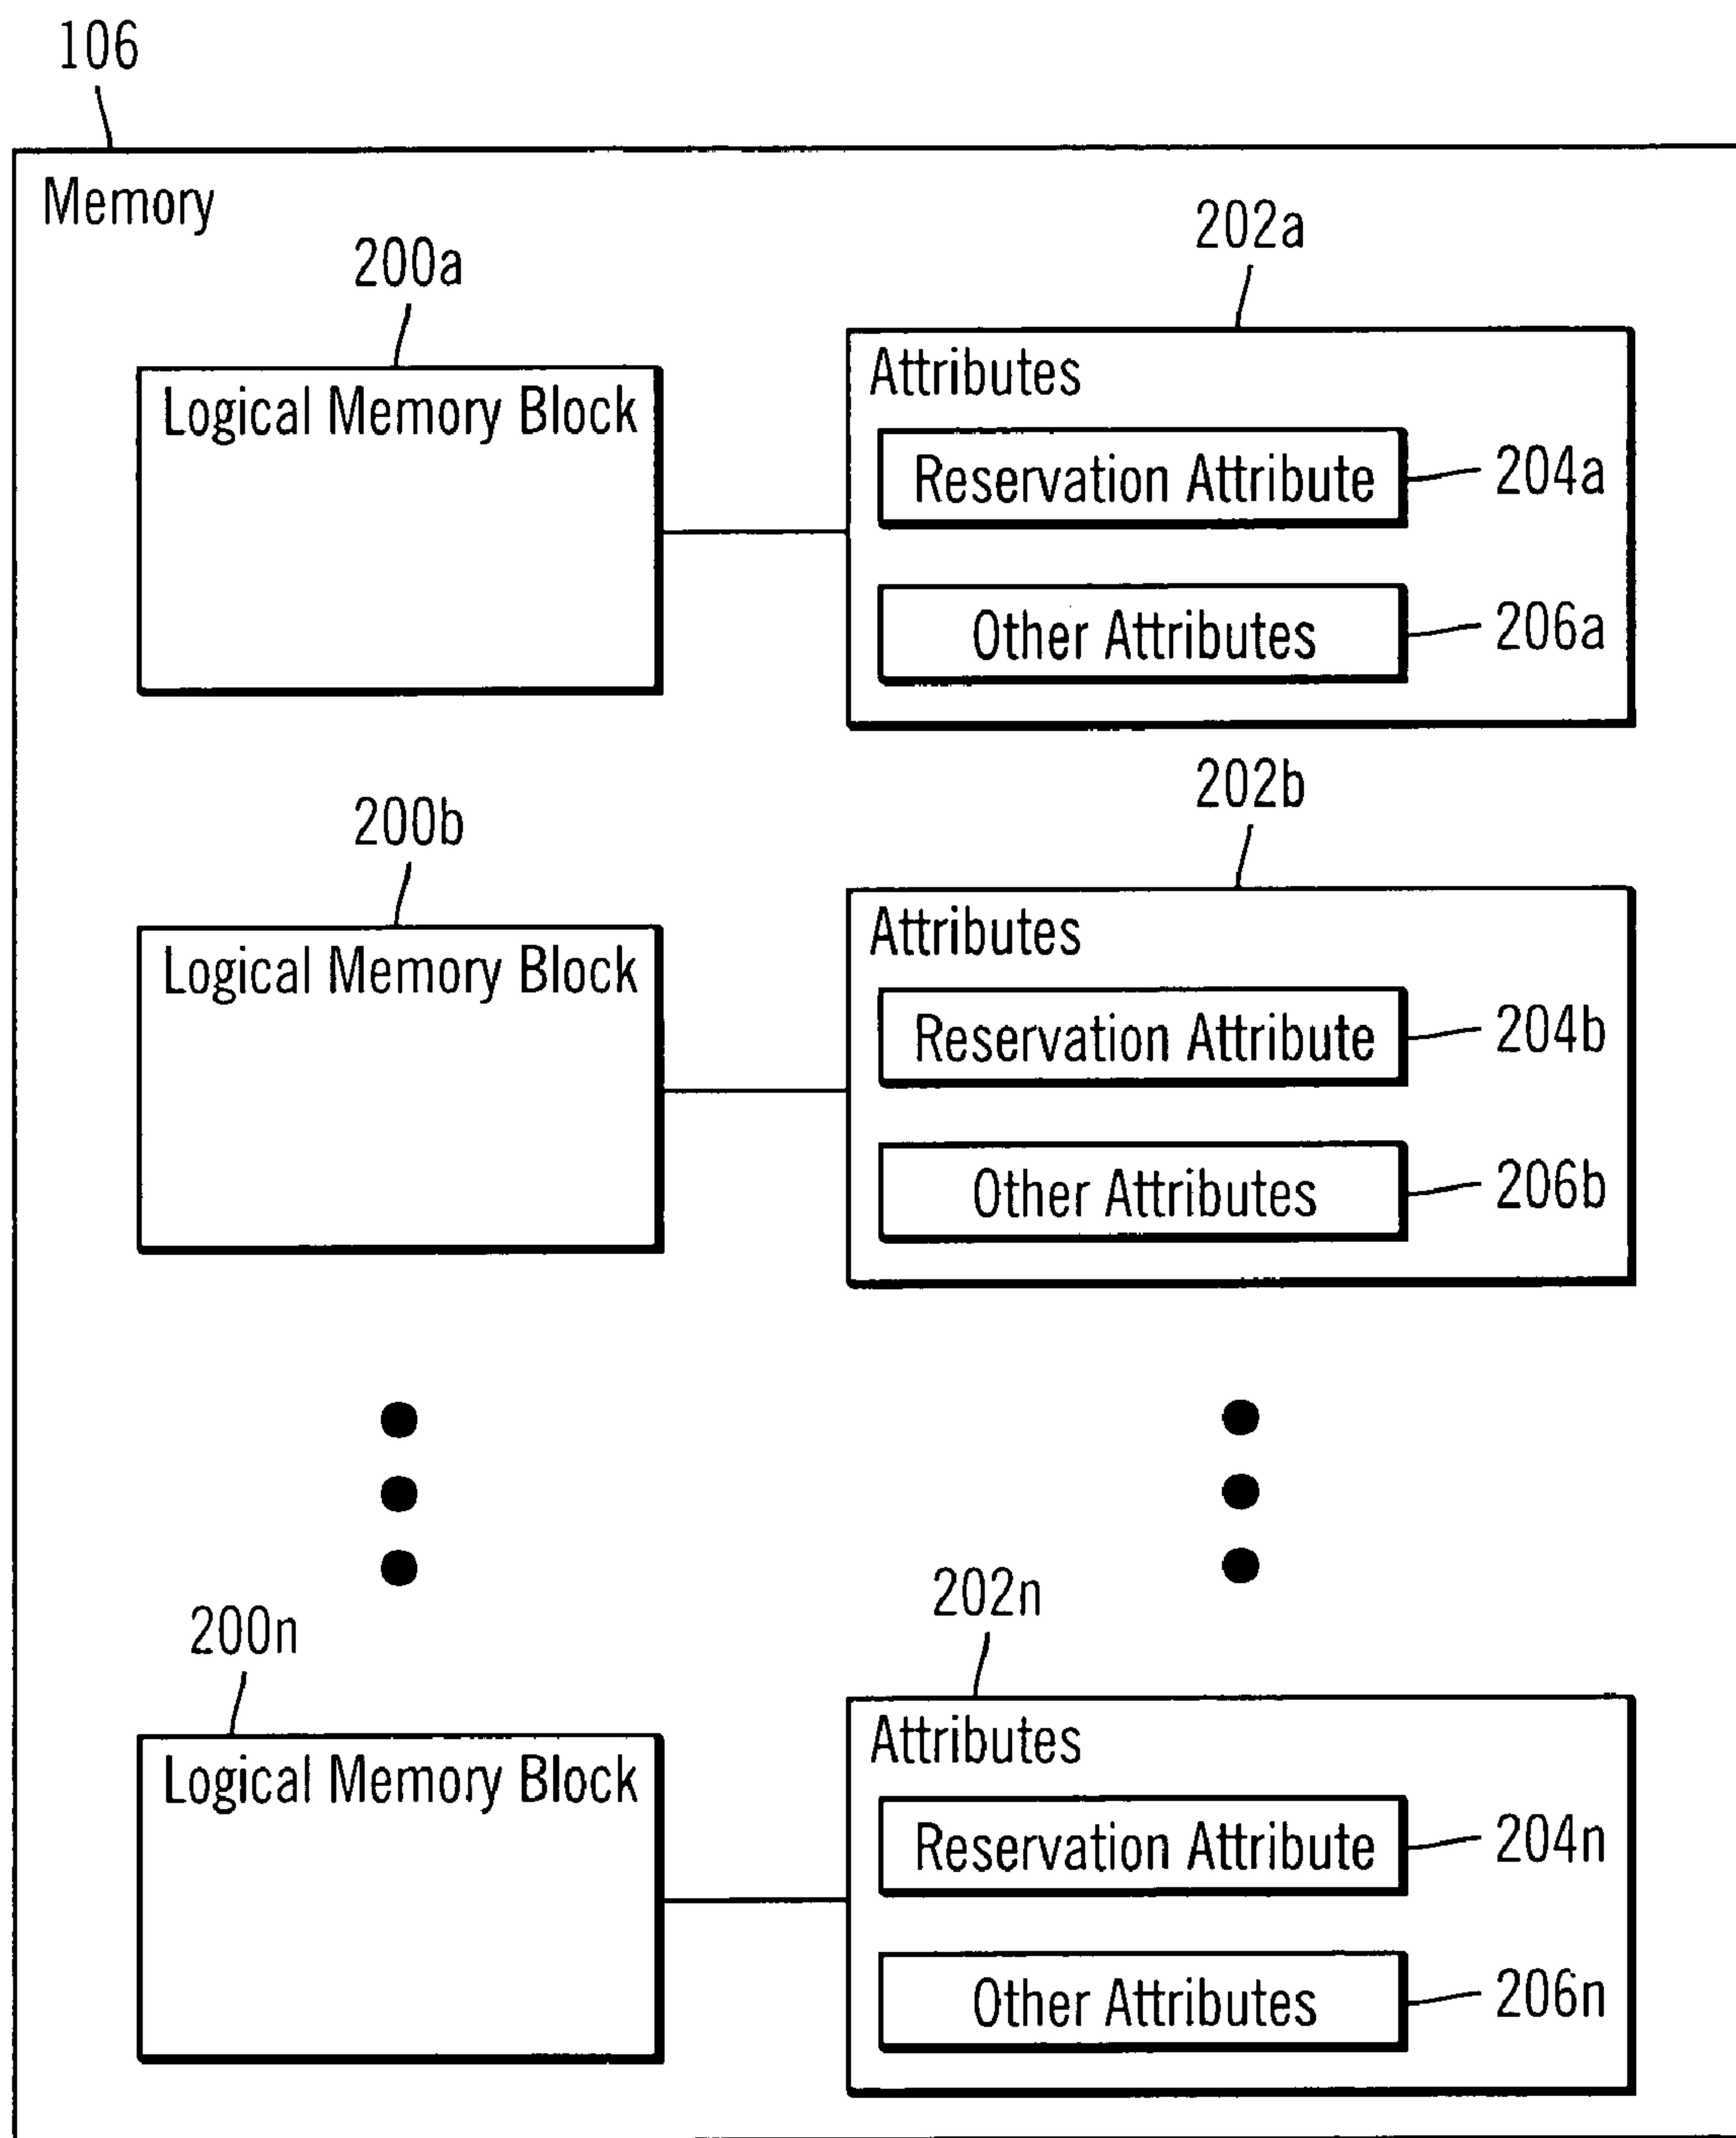 106
Memory
200a
202a
Logical Memory Block
Attributes
Reservation Attribute
204a
Other Attributes
206a
200b
202b
Logical Memory Block
Attributes
Reservation Attribute
204b
Other Attributes
206b
200n
202n
Logical Memory Block
Attributes
Reservation Attribute
204n
Other Attributes
206n